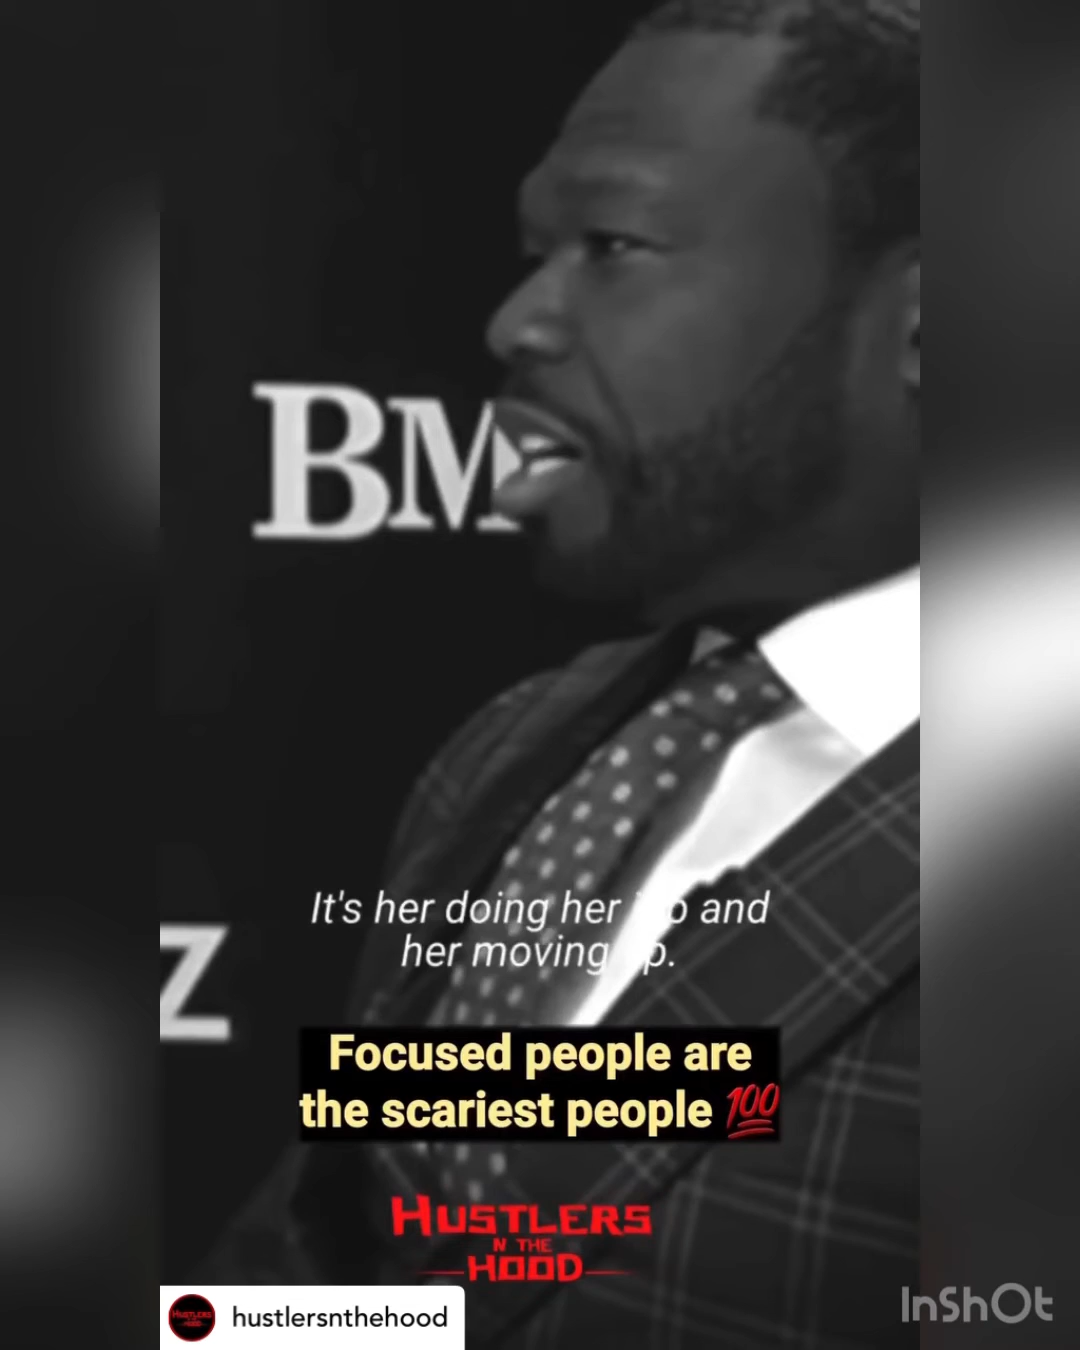 BM
It's her doing her and
her moving
Z
Focused people are
the scariest people 💯
HUSTLERS
N THE
HOOD
hustlersnthehood
InShOt